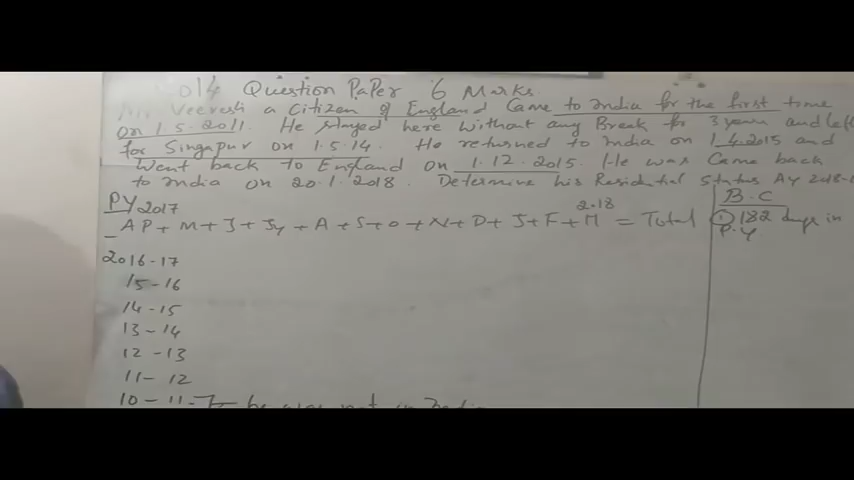 014 Question PaPer 6 Marks.
Mr. Veeresh a Citizen of England Came to India for the first time
on 1.5.2011. He stayed here without any Break for 3 years and left
for Singapur on 1.5.14. He returned to India on 1.4.2015 and
Went back to England on 1.12.2015. He was Came back
to India on 20.1.2018. Determine his Residential Status AY
PY 2017
2018
AP + M + J + Jy + A + S + O + N + D + J + F + M = Total
B.C
① 182 days in
P.Y
2016-17
15-16
14-15
13-14
12-13
11-12
10-11